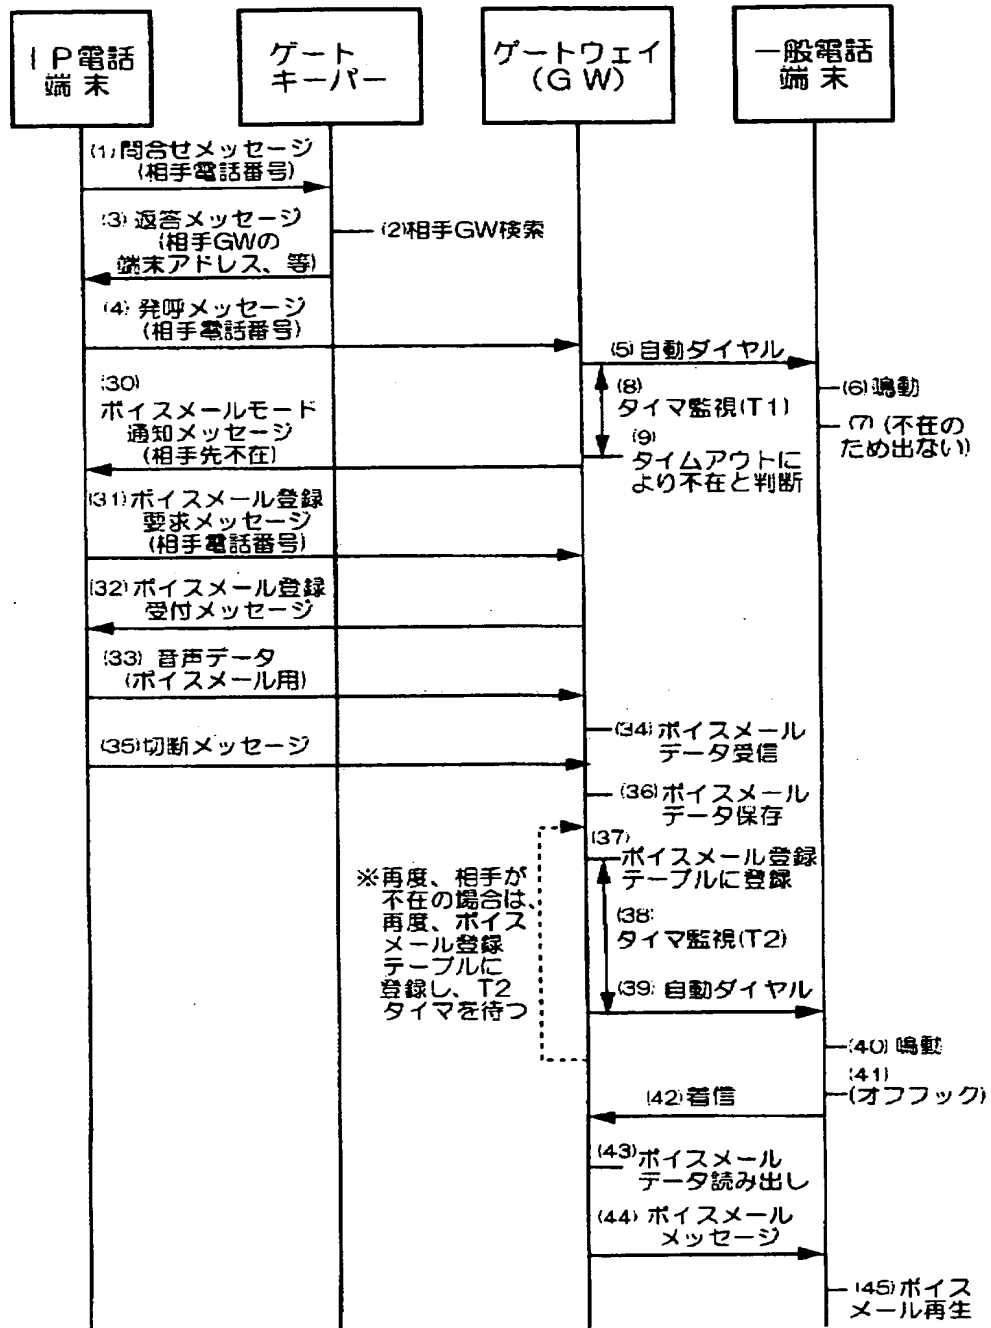 IP電話
端末
ゲート
キーパー
ゲートウェイ
(GW)
一般電話
端末
(1)問合せメッセージ
(相手電話番号)
(2)相手GW検索
(3)返答メッセージ
(相手GWの
端末アドレス、等)
(4)発呼メッセージ
(相手電話番号)
(5)自動ダイヤル
(6)鳴動
(7)(不在の
ため出ない)
(8)
タイマ監視(T1)
(9)
タイムアウトに
より不在と判断
(30)
ボイスメールモード
通知メッセージ
(相手先不在)
(31)ボイスメール登録
要求メッセージ
(相手電話番号)
(32)ボイスメール登録
受付メッセージ
(33)音声データ
(ボイスメール用)
(34)ボイスメール
データ受信
(35)切断メッセージ
(36)ボイスメール
データ保存
(37)
ボイスメール登録
テーブルに登録
※再度、相手が
不在の場合は、
再度、ボイス
メール登録
テーブルに
登録し、T2
タイマを待つ
(38)
タイマ監視(T2)
(39)自動ダイヤル
(40)鳴動
(41)
(オフフック)
(42)着信
(43)ボイスメール
データ読み出し
(44)ボイスメール
メッセージ
(45)ボイス
メール再生